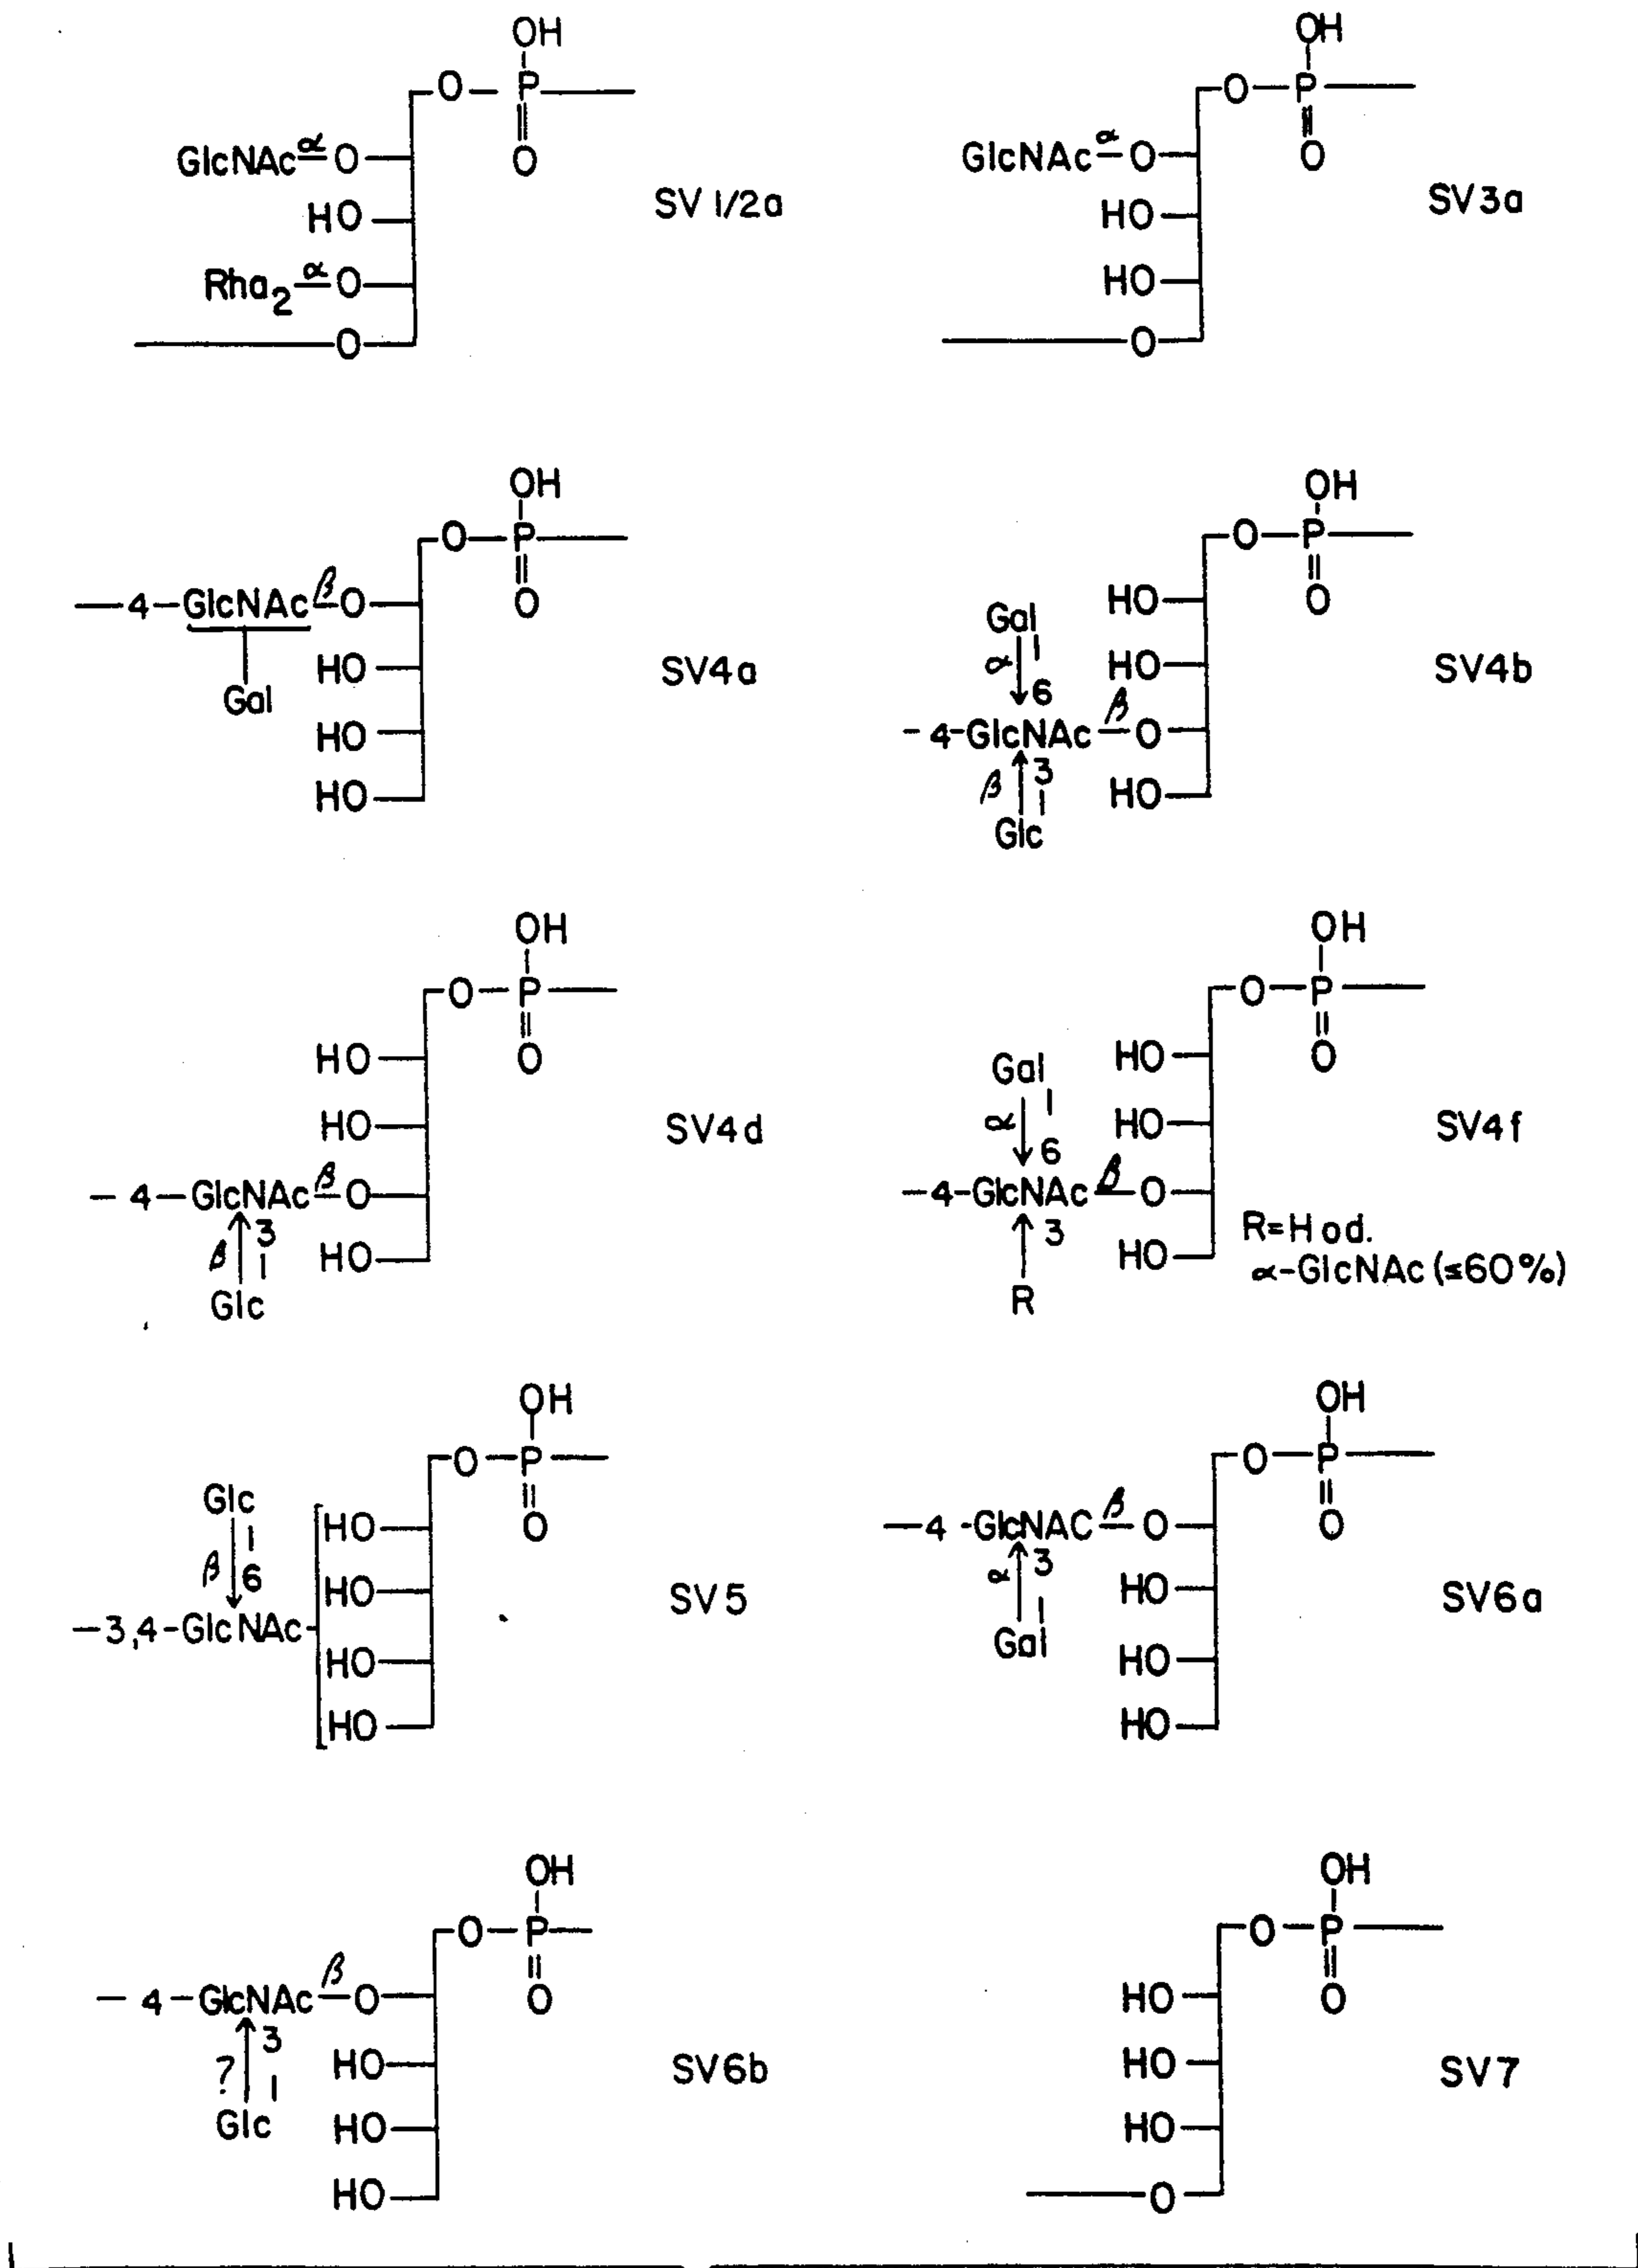 OH
O P
GlcNAc α O O
HO
Rha2 α O
O
SV 1/2a
OH
O P
GlcNAc α O O
HO
HO
O
SV3a
OH
O P
4 GlcNAc β O O
Gal HO
HO
HO
SV4a
OH
O P
HO O
Gal 1 HO
α 6
-4-GlcNAc β O
β 3
1
Glc HO
SV4b
OH
O P
HO O
HO
- 4-GlcNAc β O
β 3
1
Glc HO
SV4d
OH
O P
HO O
Gal 1 HO
α 6
-4-GlcNAc β O
3
R HO
SV4f
R=H od.
α-GlcNAc (≤60%)
OH
O P
Glc 1 HO O
β 6 HO
-3,4-GlcNAc
HO
HO
SV5
OH
O P
-4-GlcNAC β O O
α 3
1
Gal HO
HO
HO
SV6a
OH
O P
- 4-GlcNAc β O O
? 3
1
Glc HO
HO
HO
SV6b
OH
O P
HO O
HO
HO
O
SV7